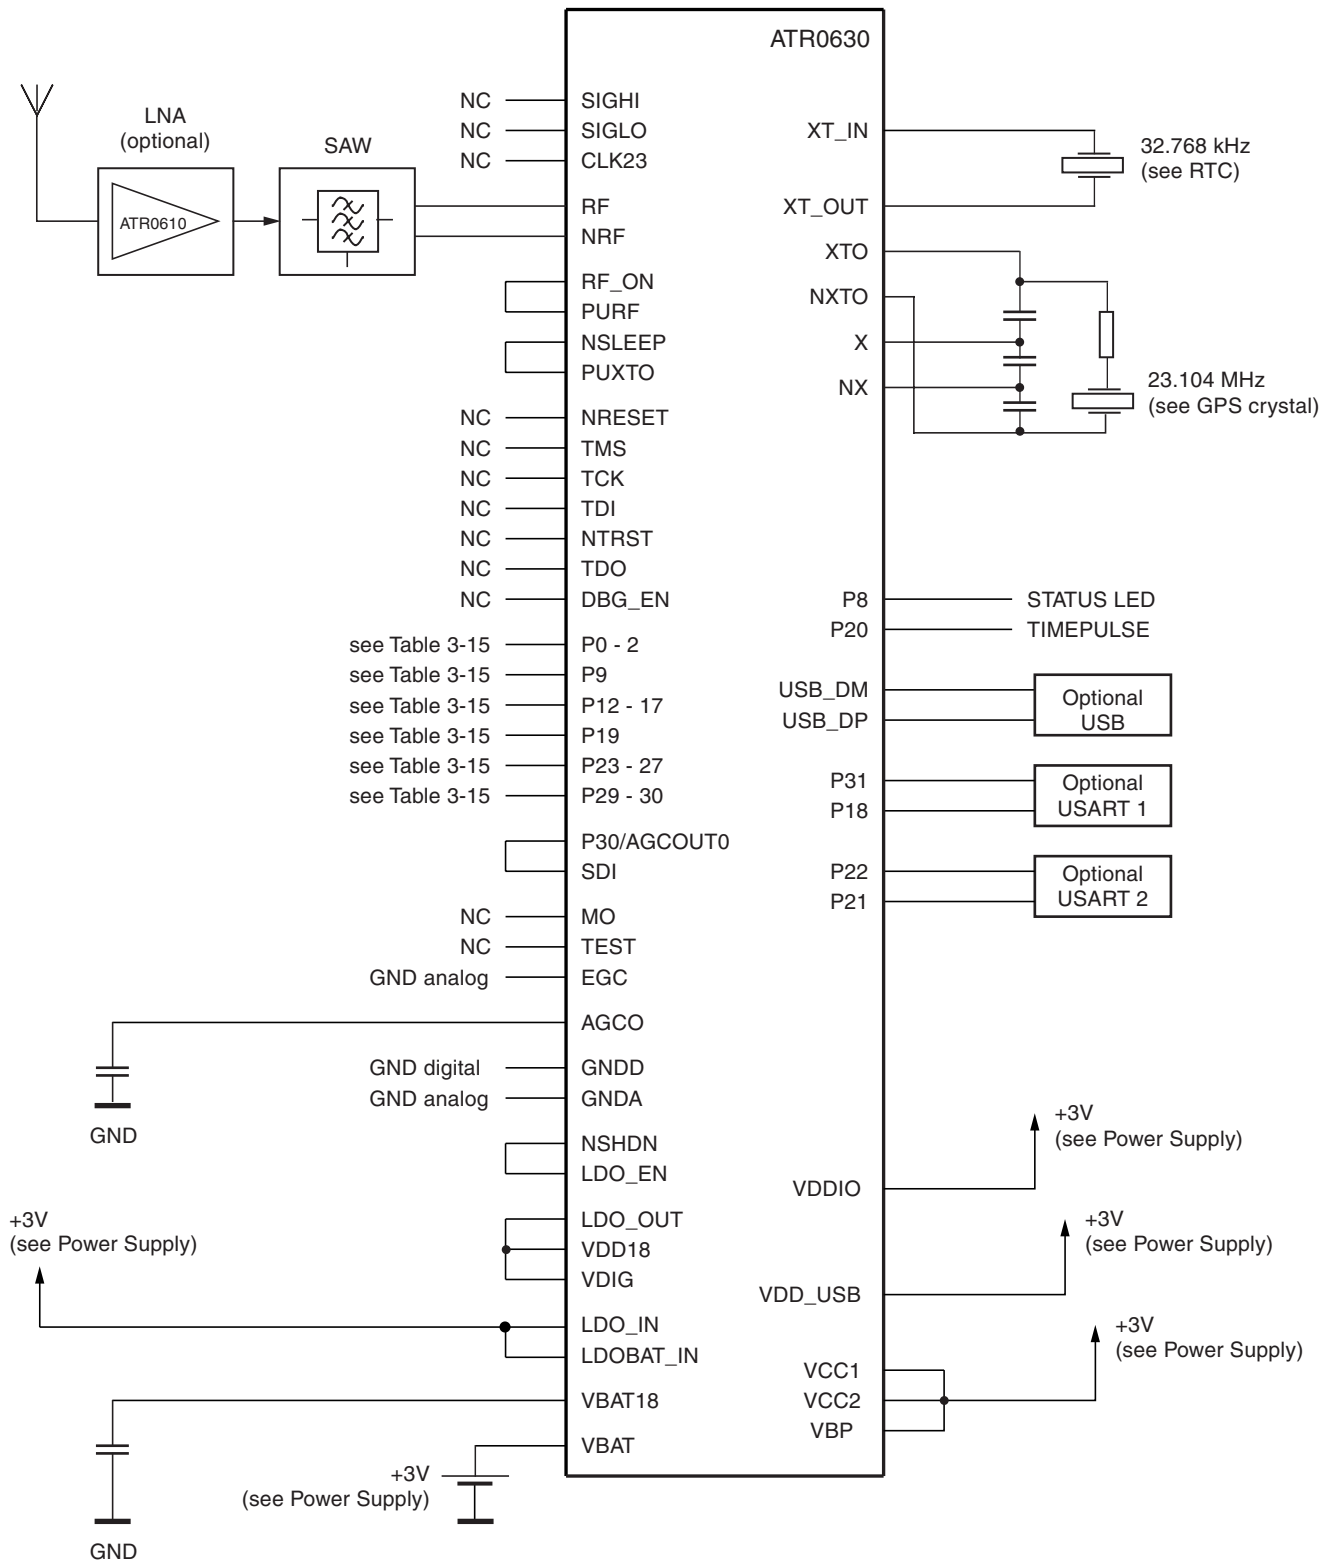 ATR0630
LNA
(optional)
ATR0610
SAW
NC SIGHI
NC SIGLO
NC CLK23
RF
NRF
RF_ON
PURF
NSLEEP
PUXTO
NC NRESET
NC TMS
NC TCK
NC TDI
NC NTRST
NC TDO
NC DBG_EN
see Table 3-15 P0 - 2
see Table 3-15 P9
see Table 3-15 P12 - 17
see Table 3-15 P19
see Table 3-15 P23 - 27
see Table 3-15 P29 - 30
P30/AGCOUT0
SDI
NC MO
NC TEST
GND analog EGC
AGCO
GND
GND digital GNDD
GND analog GNDA
NSHDN
LDO_EN
LDO_OUT
VDD18
VDIG
+3V
(see Power Supply)
LDO_IN
LDOBAT_IN
VBAT18
GND
VBAT
+3V
(see Power Supply)
XT_IN
XT_OUT
32.768 kHz
(see RTC)
XTO
NXTO
X
NX
23.104 MHz
(see GPS crystal)
P8 STATUS LED
P20 TIMEPULSE
USB_DM
USB_DP
Optional
USB
P31
P18
Optional
USART 1
P22
P21
Optional
USART 2
VDDIO
+3V
(see Power Supply)
VDD_USB
+3V
(see Power Supply)
VCC1
VCC2
VBP
+3V
(see Power Supply)